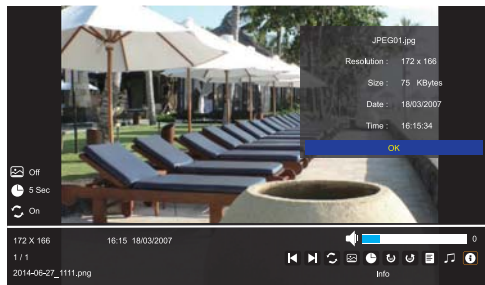 JPEG01.jpg
Resolution : 172 x 166
Size : 75 KBytes
Date : 18/03/2007
Time : 16:15:34
OK
Off
5 Sec
On
172 X 166 16:15 18/03/2007 0
1 / 1
2014-06-27_1111.png Info